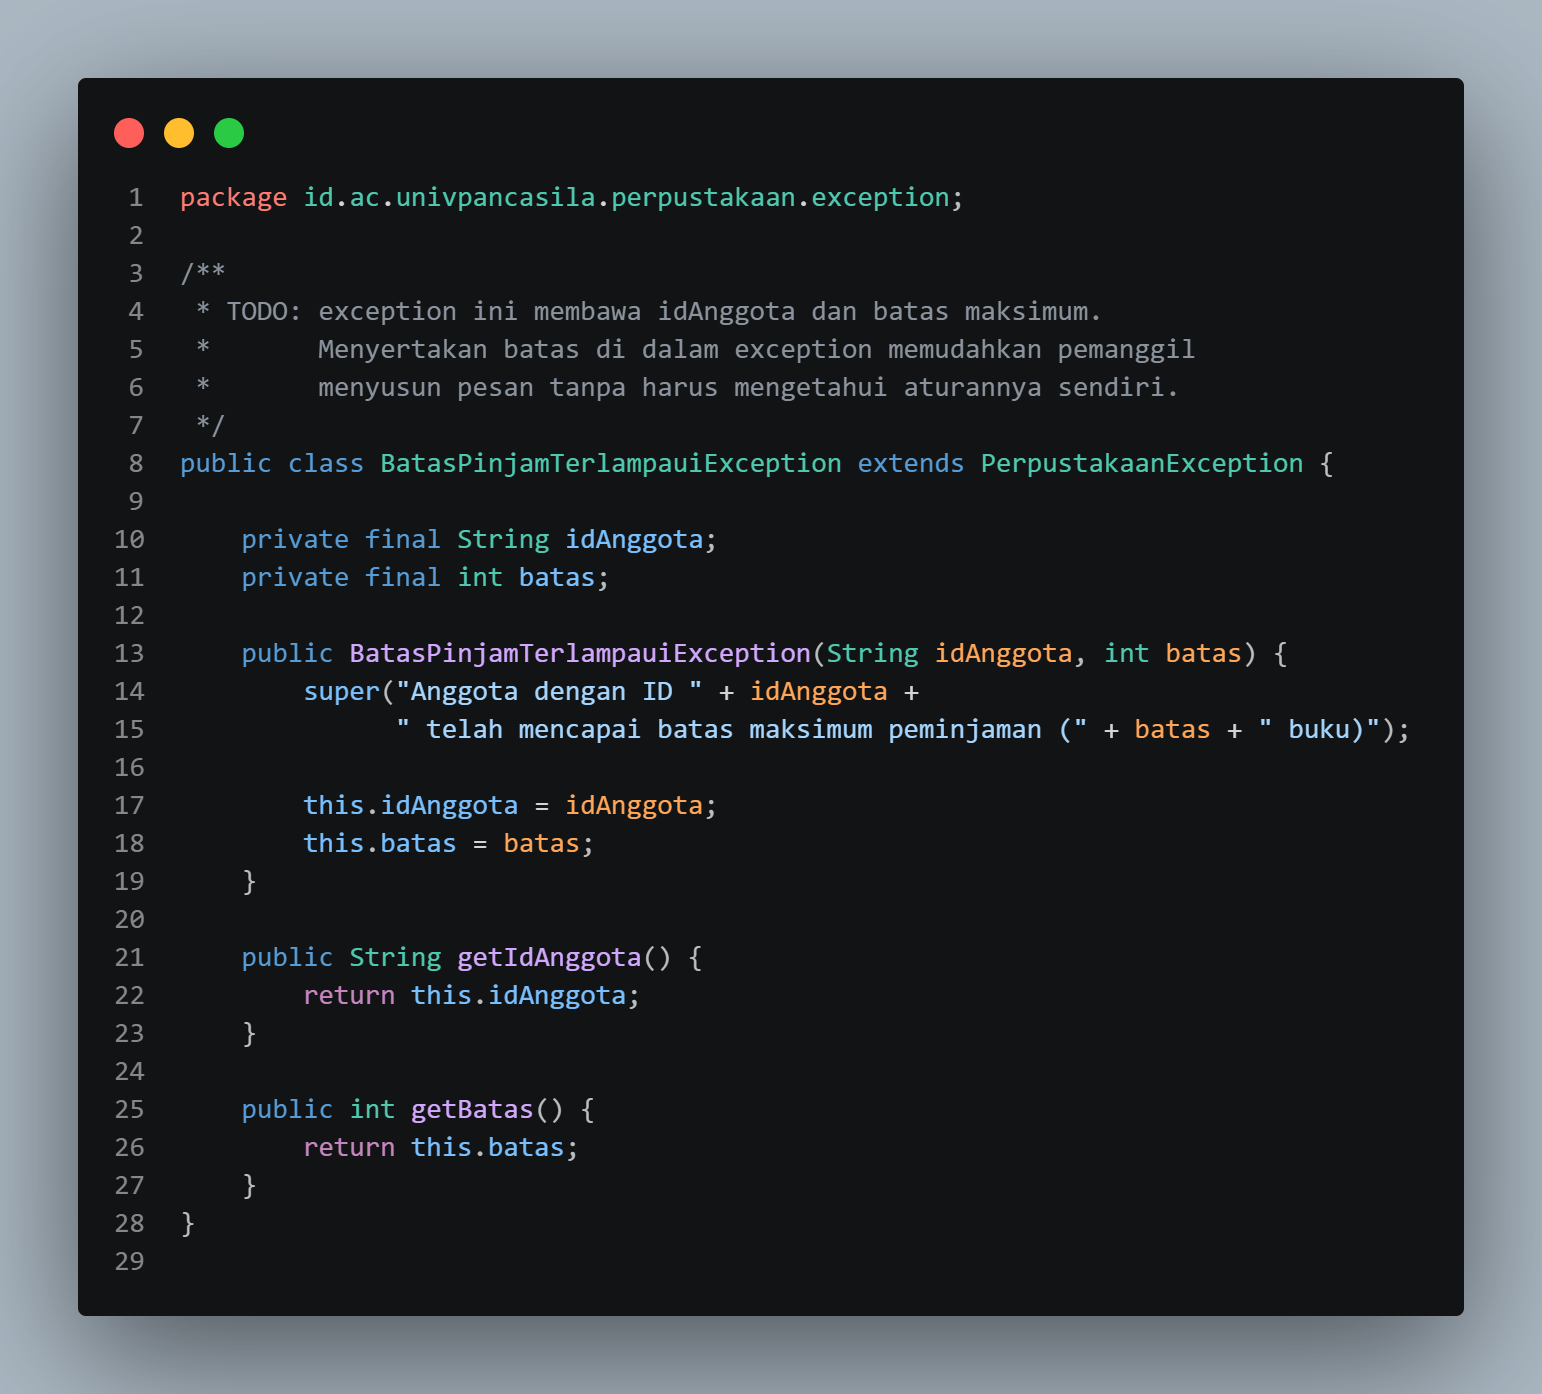 1 package id.ac.univpancasila.perpustakaan.exception;
2
3 /**
4  * TODO: exception ini membawa idAnggota dan batas maksimum.
5  *       Menyertakan batas di dalam exception memudahkan pemanggil
6  *       menyusun pesan tanpa harus mengetahui aturannya sendiri.
7  */
8 public class BatasPinjamTerlampauiException extends PerpustakaanException {
9
10     private final String idAnggota;
11     private final int batas;
12
13     public BatasPinjamTerlampauiException(String idAnggota, int batas) {
14         super("Anggota dengan ID " + idAnggota +
15               " telah mencapai batas maksimum peminjaman (" + batas + " buku)");
16
17         this.idAnggota = idAnggota;
18         this.batas = batas;
19     }
20
21     public String getIdAnggota() {
22         return this.idAnggota;
23     }
24
25     public int getBatas() {
26         return this.batas;
27     }
28 }
29